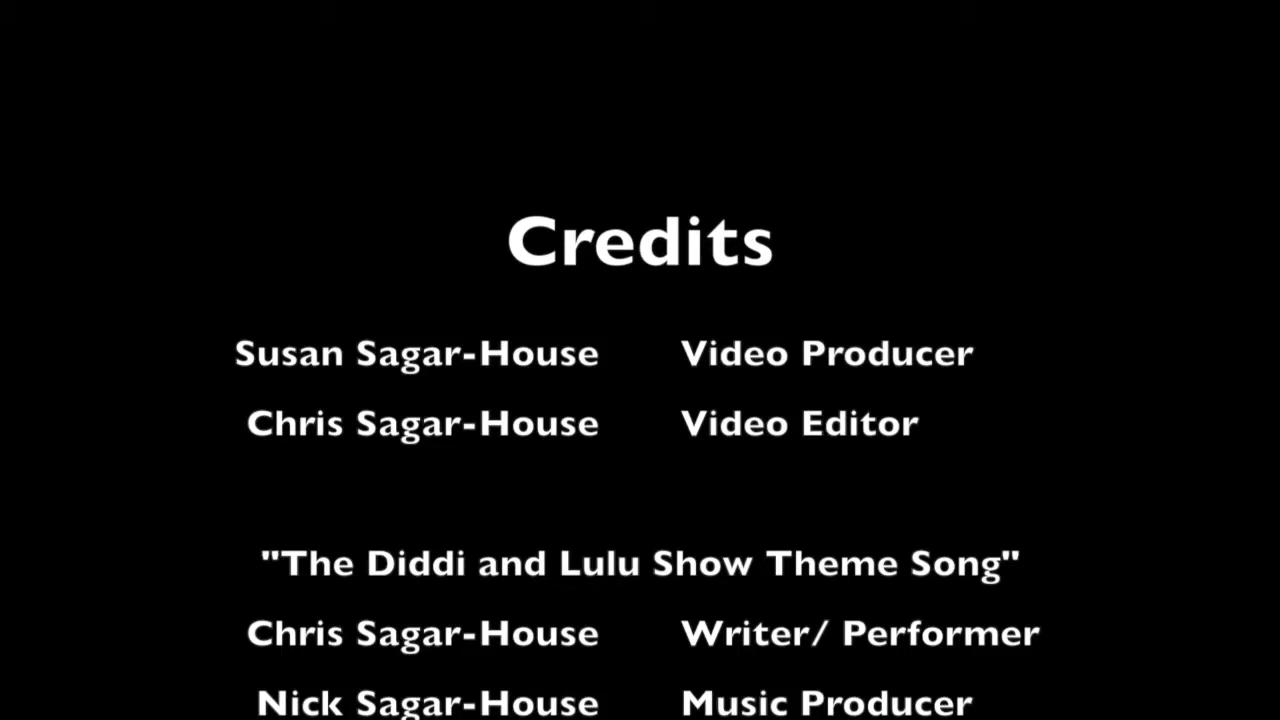 Credits
Susan Sagar-House Video Producer
Chris Sagar-House Video Editor
"The Diddi and Lulu Show Theme Song"
Chris Sagar-House Writer/ Performer
Nick Sagar-House Music Producer